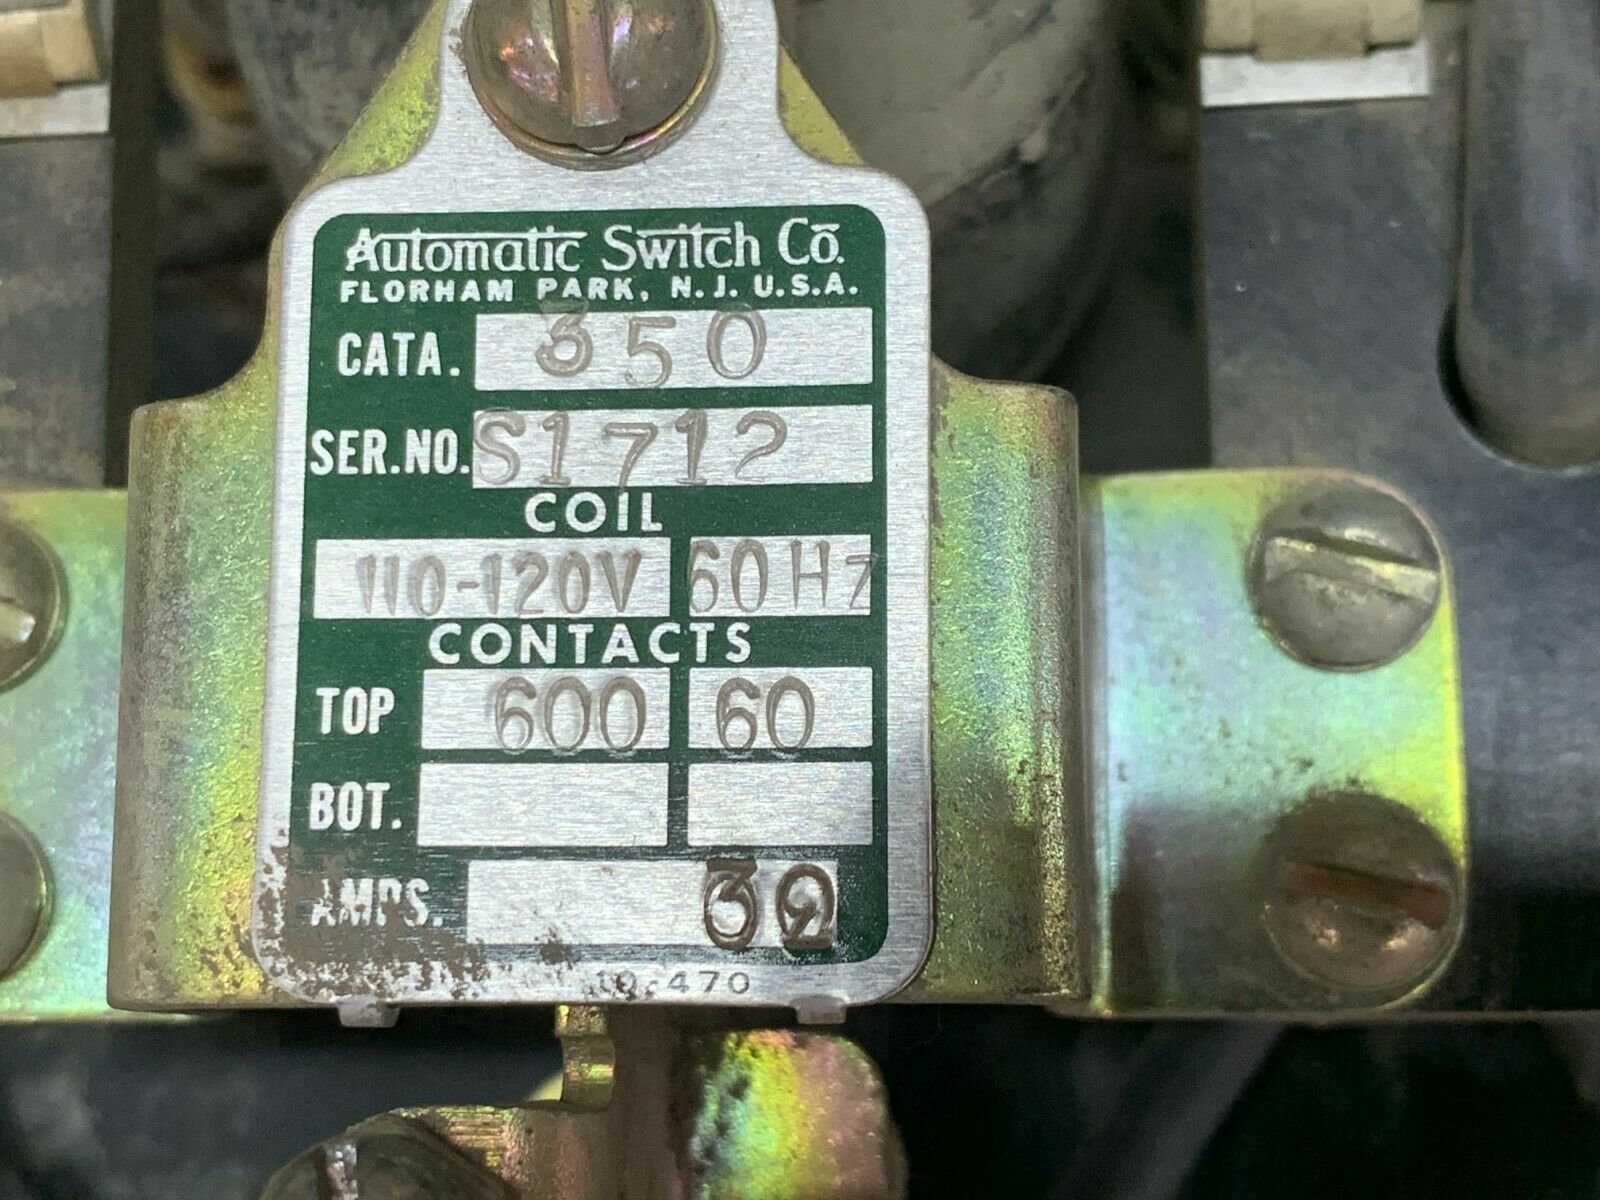 Automatic Switch Co.
FLORHAM PARK, N.J. U.S.A.
CATA. 350
SER.NO. S1712
COIL
110-120V 60Hz
CONTACTS
TOP 600 60
BOT.
AMPS.